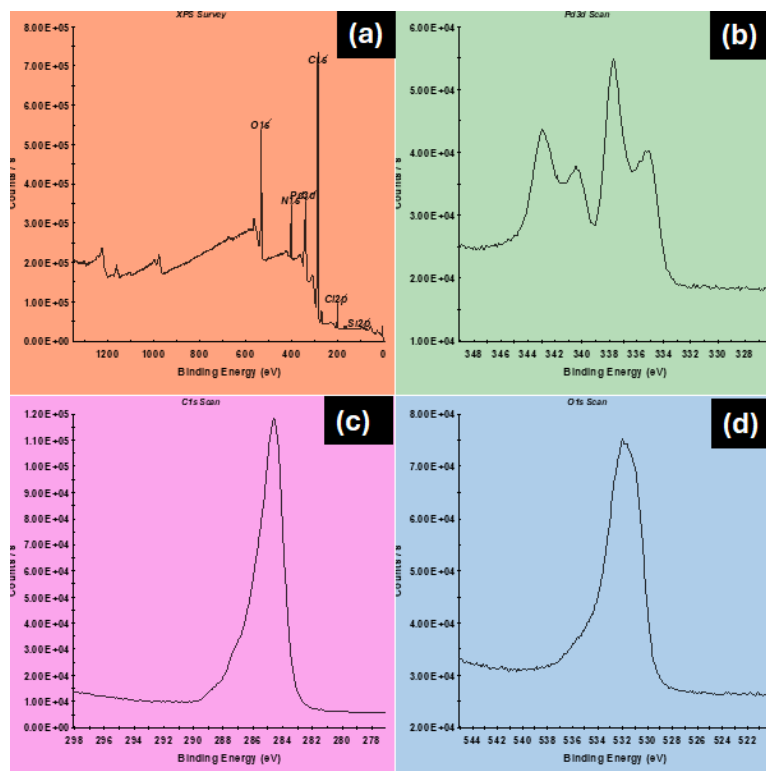 XPS Survey
(a)
8.00E+05
7.00E+05
6.00E+05
5.00E+05
4.00E+05
3.00E+05
2.00E+05
1.00E+05
0.00E+00
Counts / s
C1s
O1s
N1s
Pd3d
Cl2p
Si2p
1200 1000 800 600 400 200 0
Binding Energy (eV)
Pd3d Scan
(b)
6.00E+04
5.00E+04
4.00E+04
3.00E+04
2.00E+04
1.00E+04
Counts / s
348 346 344 342 340 338 336 334 332 330 328 326
Binding Energy (eV)
C1s Scan
(c)
1.20E+05
1.10E+05
1.00E+05
9.00E+04
8.00E+04
7.00E+04
6.00E+04
5.00E+04
4.00E+04
3.00E+04
2.00E+04
1.00E+04
0.00E+00
Counts / s
298 296 294 292 290 288 286 284 282 280 278
Binding Energy (eV)
O1s Scan
(d)
8.00E+04
7.00E+04
6.00E+04
5.00E+04
4.00E+04
3.00E+04
2.00E+04
Counts / s
544 542 540 538 536 534 532 530 528 526 524 522
Binding Energy (eV)